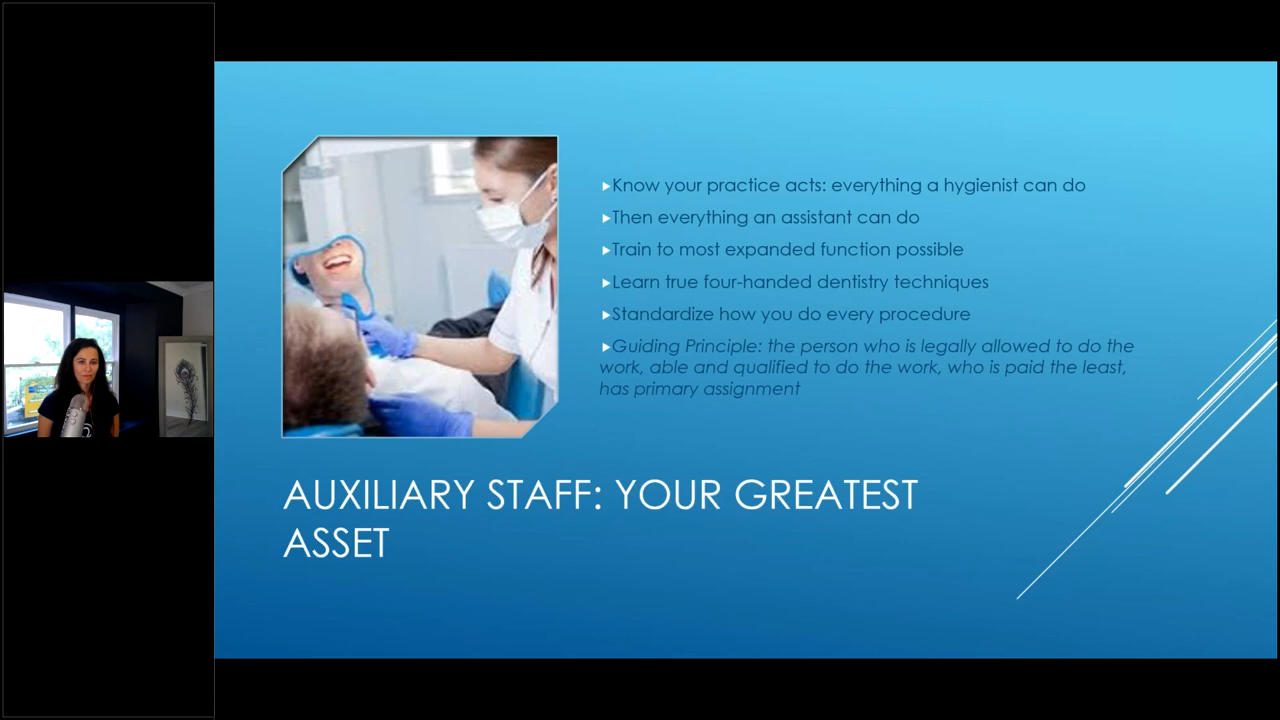 Know your practice acts: everything a hygienist can do
Then everything an assistant can do
Train to most expanded function possible
Learn true four-handed dentistry techniques
Standardize how you do every procedure
Guiding Principle: the person who is legally allowed to do the
work, able and qualified to do the work, who is paid the least,
has primary assignment
AUXILIARY STAFF: YOUR GREATEST
ASSET